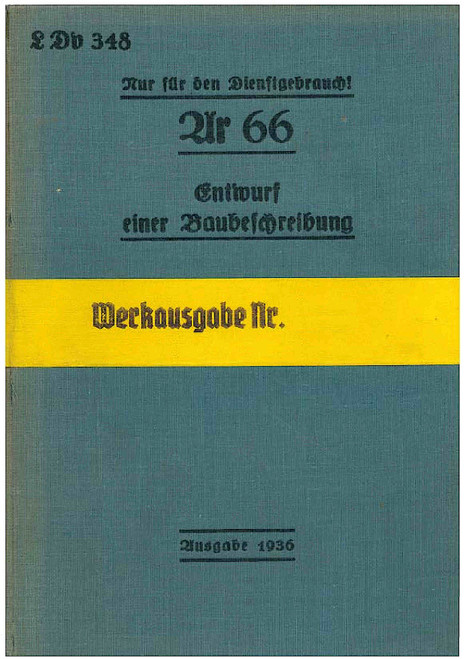 L Dv 348
Nur für den Dienstgebrauch!
Ar 66
Entwurf
einer Baubeschreibung
Werkausgabe Nr.
Ausgabe 1936